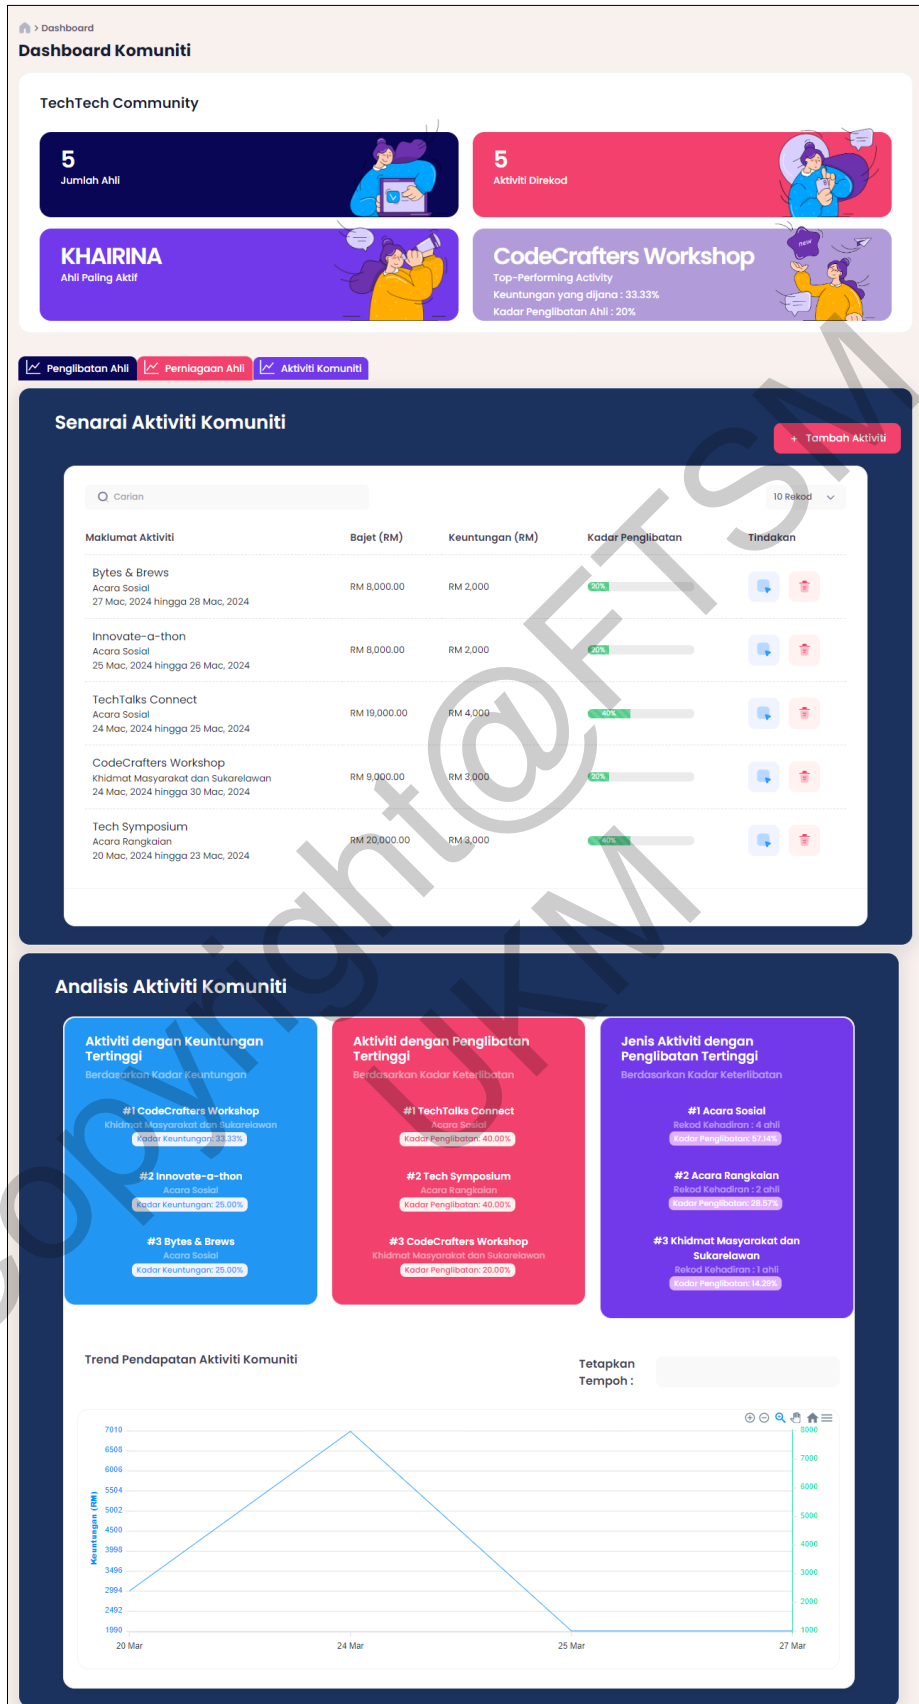 > Dashboard
Dashboard Komuniti
TechTech Community
5
Jumlah Ahli
5
Aktiviti Direkod
KHAIRINA
Ahli Paling Aktif
new
CodeCrafters Workshop
Top-Performing Activity
Keuntungan yang dijana : 33.33%
Kadar Penglibatan Ahli : 20%
Penglibatan Ahli
Perniagaan Ahli
Aktiviti Komuniti
Senarai Aktiviti Komuniti
+ Tambah Aktiviti
Carian
10 Rekod
Maklumat Aktiviti Bajet (RM) Keuntungan (RM) Kadar Penglibatan Tindakan
Bytes & Brews
Acara Sosial
27 Mac, 2024 hingga 28 Mac, 2024
RM 8,000.00 RM 2,000 20%
Innovate-a-thon
Acara Sosial
25 Mac, 2024 hingga 26 Mac, 2024
RM 8,000.00 RM 2,000 20%
TechTalks Connect
Acara Sosial
24 Mac, 2024 hingga 25 Mac, 2024
RM 19,000.00 RM 4,000 40%
CodeCrafters Workshop
Khidmat Masyarakat dan Sukarelawan
24 Mac, 2024 hingga 30 Mac, 2024
RM 9,000.00 RM 3,000 20%
Tech Symposium
Acara Rangkaian
20 Mac, 2024 hingga 23 Mac, 2024
RM 20,000.00 RM 3,000 40%
Analisis Aktiviti Komuniti
Aktiviti dengan Keuntungan
Tertinggi
Berdasarkan Kadar Keuntungan
#1 CodeCrafters Workshop
Khidmat Masyarakat dan Sukarelawan
Kadar Keuntungan: 33.33%
#2 Innovate-a-thon
Acara Sosial
Kadar Keuntungan: 25.00%
#3 Bytes & Brews
Acara Sosial
Kadar Keuntungan: 25.00%
Aktiviti dengan Penglibatan
Tertinggi
Berdasarkan Kadar Keterlibatan
#1 TechTalks Connect
Acara Sosial
Kadar Penglibatan: 40.00%
#2 Tech Symposium
Acara Rangkaian
Kadar Penglibatan: 40.00%
#3 CodeCrafters Workshop
Khidmat Masyarakat dan Sukarelawan
Kadar Penglibatan: 20.00%
Jenis Aktiviti dengan
Penglibatan Tertinggi
Berdasarkan Kadar Keterlibatan
#1 Acara Sosial
Rekod Kehadiran : 4 ahli
Kadar Penglibatan: 57.14%
#2 Acara Rangkaian
Rekod Kehadiran : 2 ahli
Kadar Penglibatan: 28.57%
#3 Khidmat Masyarakat dan
Sukarelawan
Rekod Kehadiran : 1 ahli
Kadar Penglibatan: 14.29%
Trend Pendapatan Aktiviti Komuniti
Tetapkan
Tempoh :
Keuntungan (RM)
7010
6508
6006
5504
5002
4500
3998
3496
2994
2492
1990
8000
7000
6000
5000
4000
3000
2000
1000
20 Mar 24 Mar 25 Mar 27 Mar
Copyright@FTSM
UKM